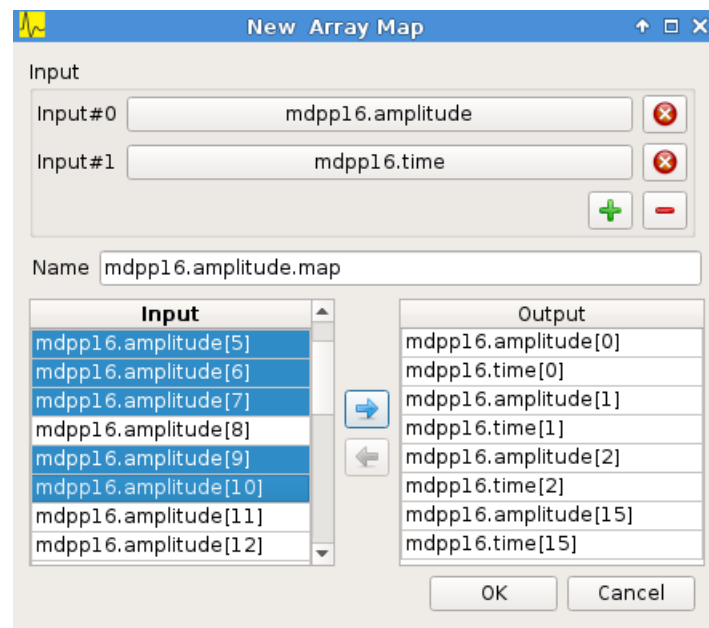 New Array Map
Input
Input#0 mdpp16.amplitude
Input#1 mdpp16.time
Name mdpp16.amplitude.map
Input
mdpp16.amplitude[5]
mdpp16.amplitude[6]
mdpp16.amplitude[7]
mdpp16.amplitude[8]
mdpp16.amplitude[9]
mdpp16.amplitude[10]
mdpp16.amplitude[11]
mdpp16.amplitude[12]
Output
mdpp16.amplitude[0]
mdpp16.time[0]
mdpp16.amplitude[1]
mdpp16.time[1]
mdpp16.amplitude[2]
mdpp16.time[2]
mdpp16.amplitude[15]
mdpp16.time[15]
OK Cancel